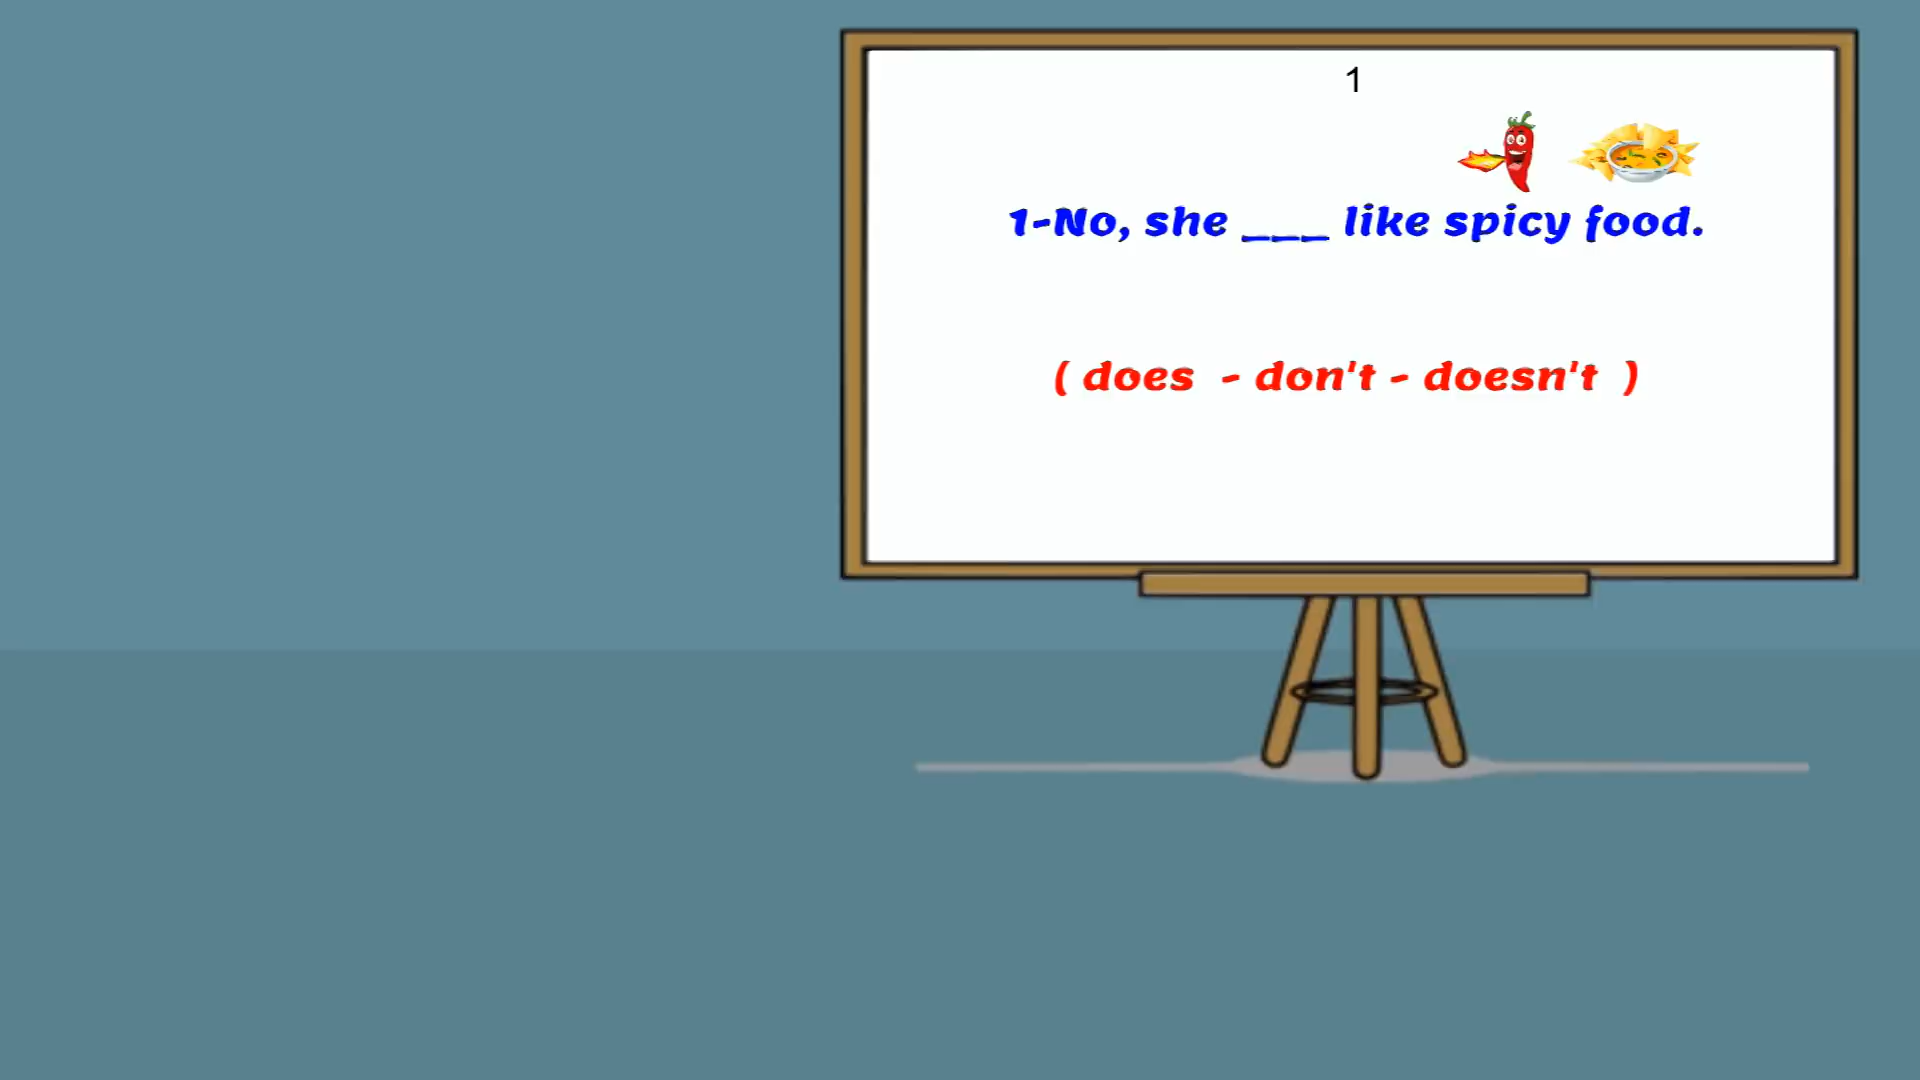 1
1-No, she ___ like spicy food.
( does - don't - doesn't )